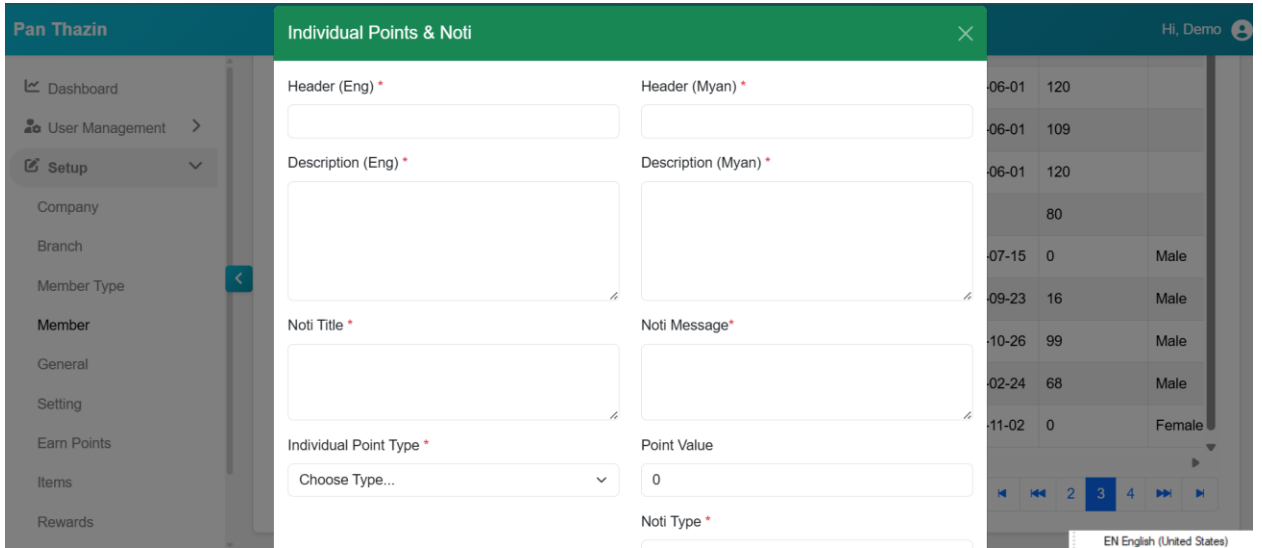 Pan Thazin
Hi, Demo
Dashboard
User Management
Setup
Company
Branch
Member Type
Member
General
Setting
Earn Points
Items
Rewards
Individual Points & Noti
Header (Eng) *
Header (Myan) *
Description (Eng) *
Description (Myan) *
Noti Title *
Noti Message*
Individual Point Type *
Point Value
Choose Type...
0
Noti Type *
-06-01 120
-06-01 109
-06-01 120
80
-07-15 0 Male
-09-23 16 Male
-10-26 99 Male
-02-24 68 Male
-11-02 0 Female
2 3 4
EN English (United States)